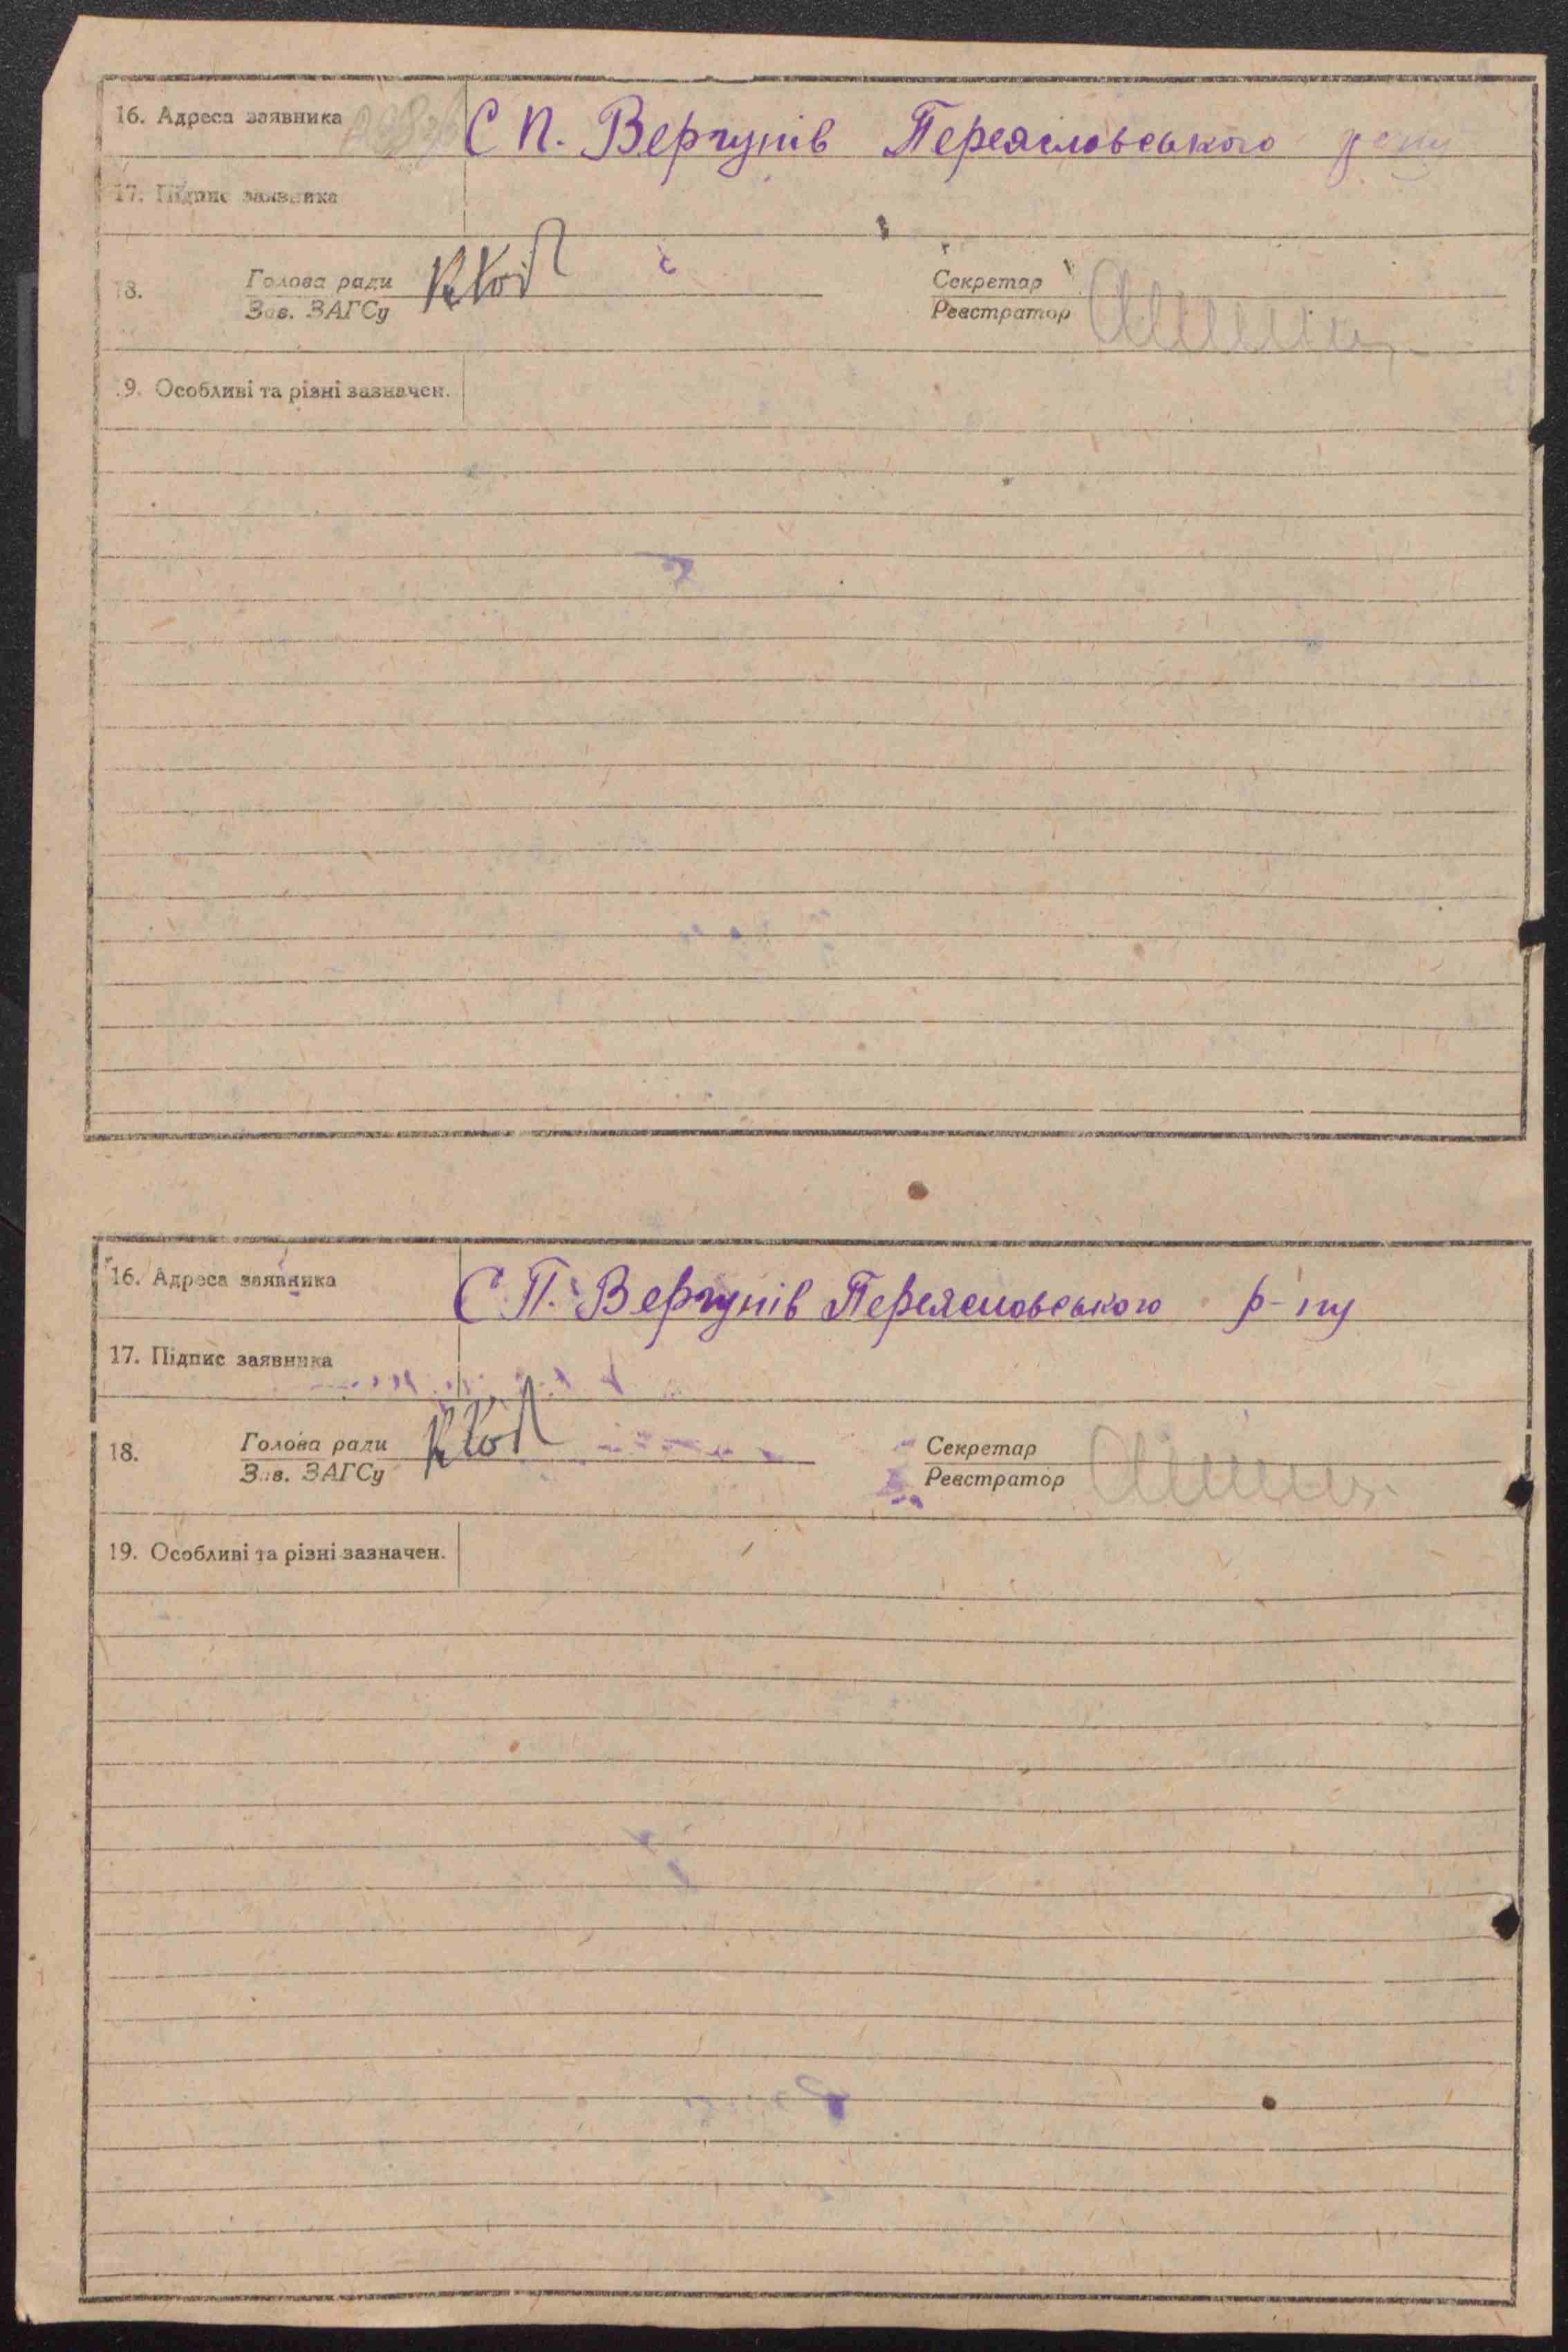 16. Адреса заявника С П. Вергунів Переясловського р-ну
17. Підпис заявника
18. Голова ради Секретар
Зав. ЗАГСу Реєстратор
19. Особливі та різні зазначен.
16. Адреса заявника С П. Вергунів Переясловського р-ну
17. Підпис заявника
18. Голова ради Секретар
Зав. ЗАГСу Реєстратор
19. Особливі та різні зазначен.